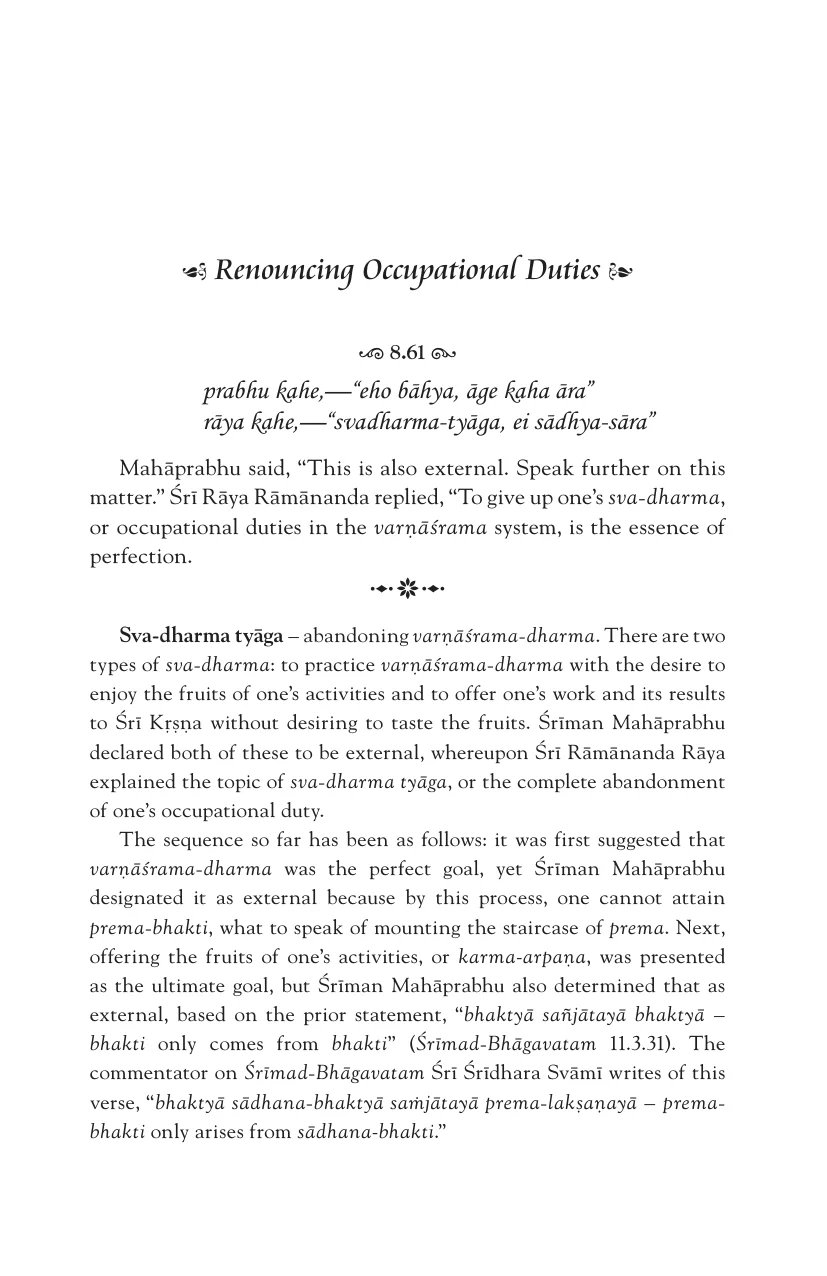 Renouncing Occupational Duties
8.61
prabhu kahe,—“eho bāhya, āge kaha āra”
rāya kahe,—“svadharma-tyāga, ei sādhya-sāra”
Mahāprabhu said, “This is also external. Speak further on this
matter.” Śrī Rāya Rāmānanda replied, “To give up one’s sva-dharma,
or occupational duties in the varṇāśrama system, is the essence of
perfection.
Sva-dharma tyāga – abandoning varṇāśrama-dharma. There are two
types of sva-dharma: to practice varṇāśrama-dharma with the desire to
enjoy the fruits of one’s activities and to offer one’s work and its results
to Śrī Kṛṣṇa without desiring to taste the fruits. Śrīman Mahāprabhu
declared both of these to be external, whereupon Śrī Rāmānanda Rāya
explained the topic of sva-dharma tyāga, or the complete abandonment
of one’s occupational duty.
The sequence so far has been as follows: it was first suggested that
varṇāśrama-dharma was the perfect goal, yet Śrīman Mahāprabhu
designated it as external because by this process, one cannot attain
prema-bhakti, what to speak of mounting the staircase of prema. Next,
offering the fruits of one’s activities, or karma-arpaṇa, was presented
as the ultimate goal, but Śrīman Mahāprabhu also determined that as
external, based on the prior statement, “bhaktyā sañjātayā bhaktyā –
bhakti only comes from bhakti” (Śrīmad-Bhāgavatam 11.3.31). The
commentator on Śrīmad-Bhāgavatam Śrī Śrīdhara Svāmī writes of this
verse, “bhaktyā sādhana-bhaktyā saṁjātayā prema-lakṣaṇayā – prema-
bhakti only arises from sādhana-bhakti.”